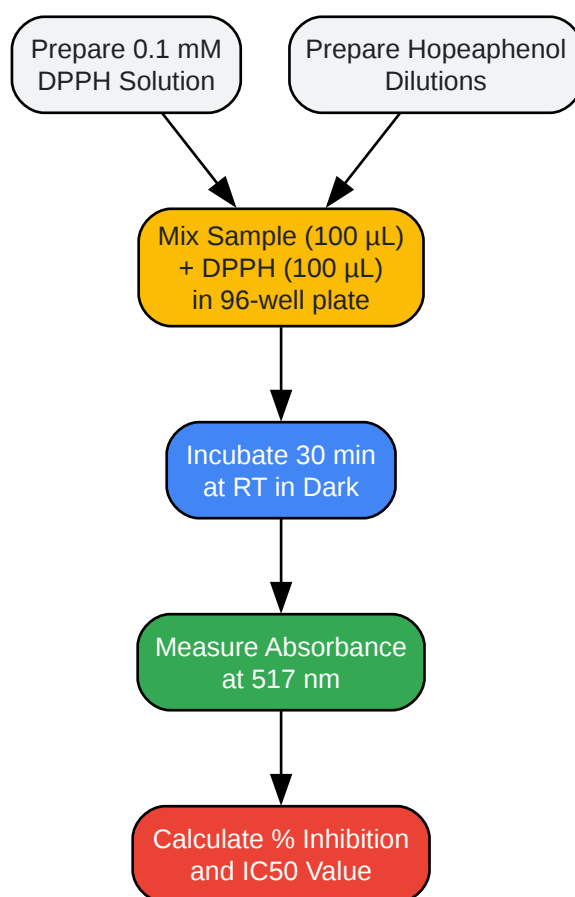 Prepare 0.1 mM
DPPH Solution
Prepare Hopeaphenol
Dilutions
Mix Sample (100 µL)
+ DPPH (100 µL)
in 96-well plate
Incubate 30 min
at RT in Dark
Measure Absorbance
at 517 nm
Calculate % Inhibition
and IC50 Value